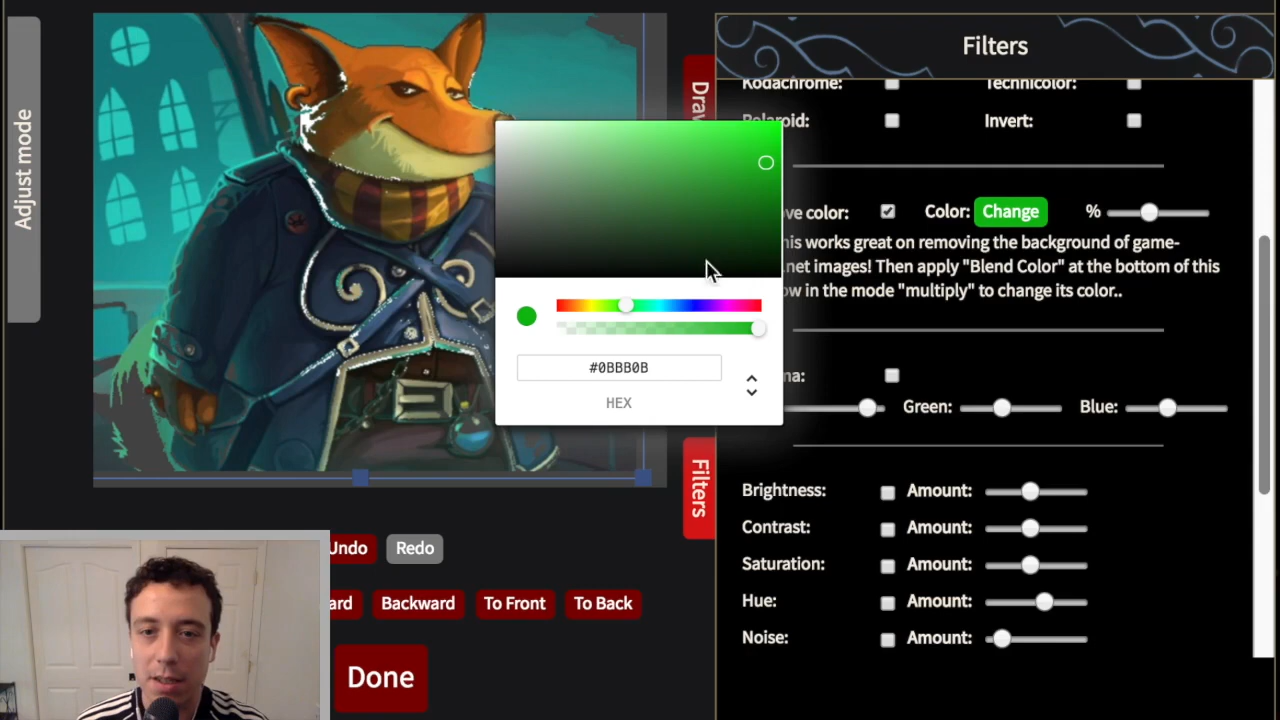 Adjust mode
Filters
Kodachrome:
Technicolor:
Polaroid:
Invert:
ve color:
Color:
Change
%
his works great on removing the background of game-
.net images! Then apply "Blend Color" at the bottom of this
ow in the mode "multiply" to change its color..
#0BBB0B
HEX
na:
Green:
Blue:
Filters
Brightness:
Amount:
Contrast:
Amount:
Saturation:
Amount:
Hue:
Amount:
Noise:
Amount:
Undo
Redo
ard
Backward
To Front
To Back
Done
Draw